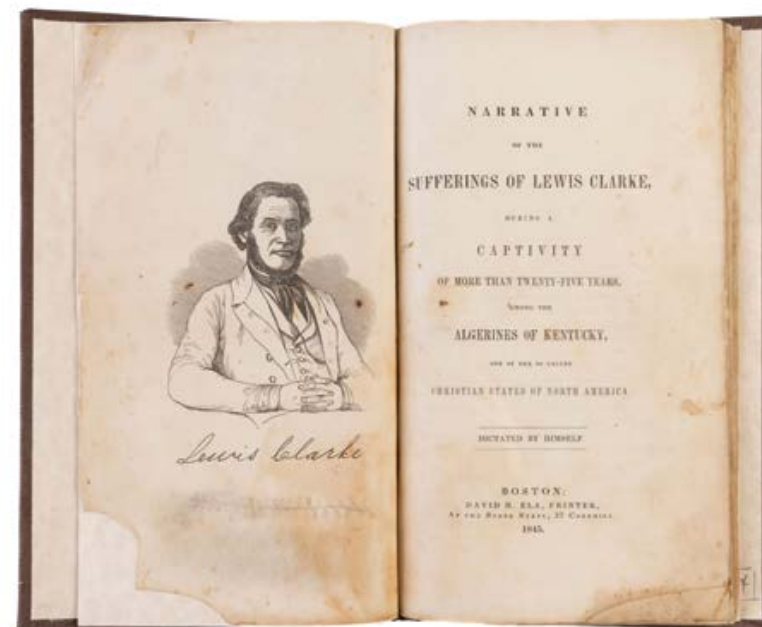 Lewis Clarke
NARRATIVE
OF THE
SUFFERINGS OF LEWIS CLARKE,
DURING A
CAPTIVITY
OF MORE THAN TWENTY-FIVE YEARS,
AMONG THE
ALGERINES OF KENTUCKY,
ONE OF THE SO CALLED
CHRISTIAN STATES OF NORTH AMERICA
DICTATED BY HIMSELF.
BOSTON:
DAVID H. ELA, PRINTER,
AT THE 37 CORNHILL
1845.